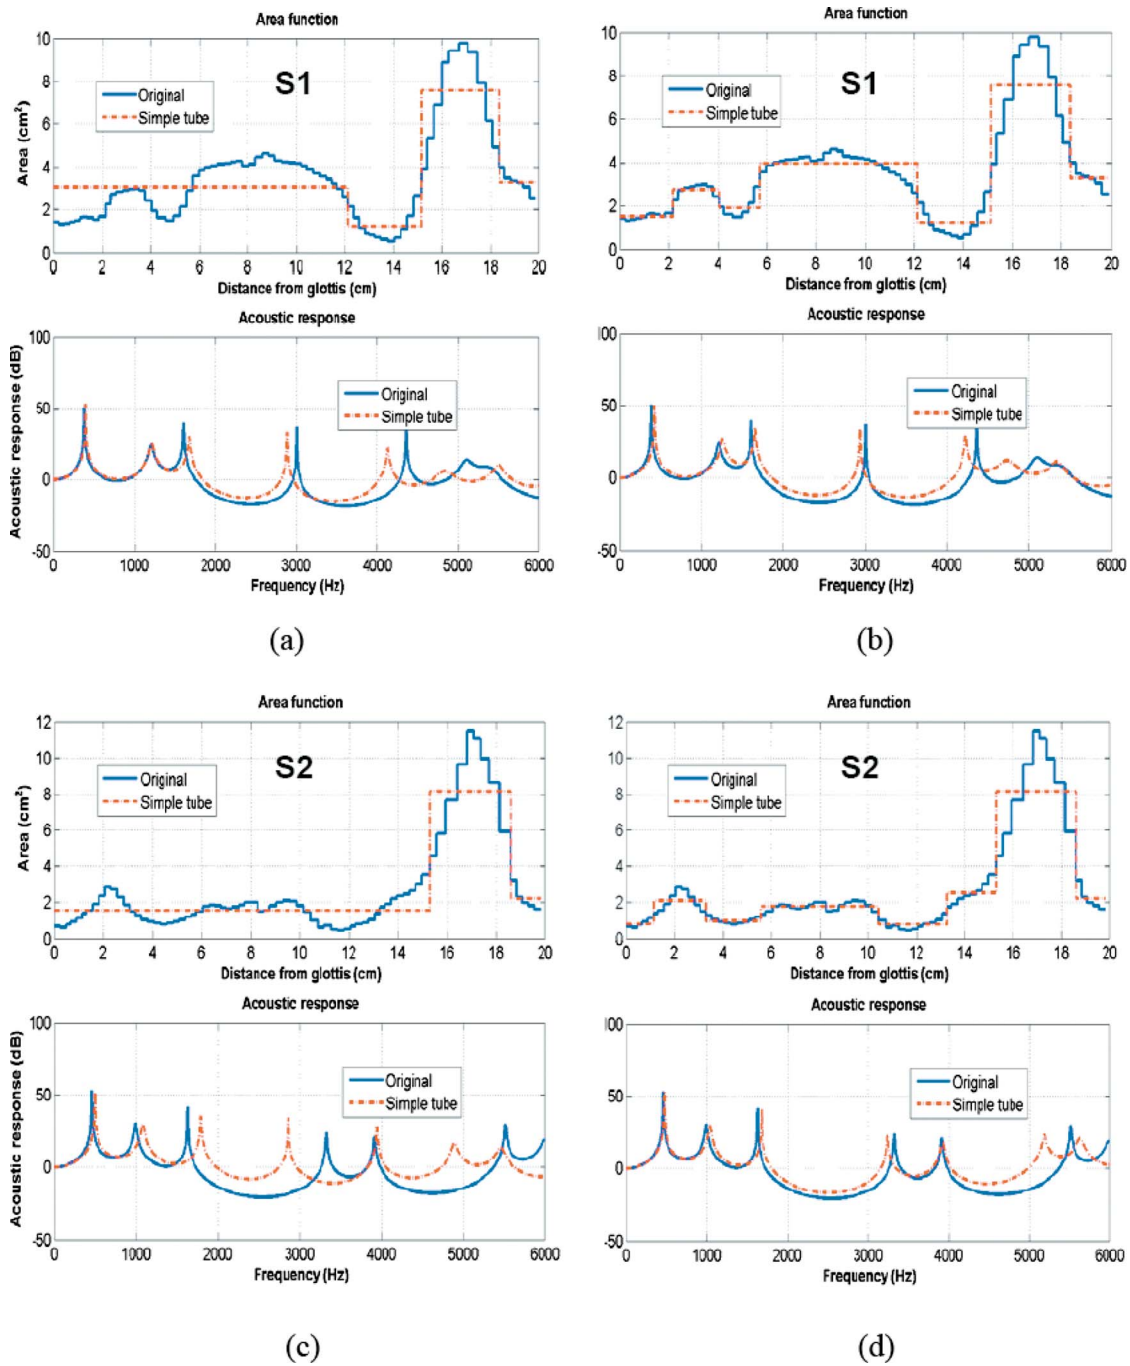 Area function
Area (cm²)
10
8
6
4
2
0
S1
Original
Simple tube
0 2 4 6 8 10 12 14 16 18 20
Distance from glottis (cm)
Acoustic response
Acoustic response (dB)
100
50
0
-50
Original
Simple tube
0 1000 2000 3000 4000 5000 6000
Frequency (Hz)
(a)
Area function
10
8
6
4
2
0
S1
Original
Simple tube
0 2 4 6 8 10 12 14 16 18 20
Distance from glottis (cm)
Acoustic response
100
50
0
-50
Original
Simple tube
0 1000 2000 3000 4000 5000 6000
Frequency (Hz)
(b)
Area function
Area (cm²)
12
10
8
6
4
2
0
S2
Original
Simple tube
0 2 4 6 8 10 12 14 16 18 20
Distance from glottis (cm)
Acoustic response
Acoustic response (dB)
100
50
0
-50
Original
Simple tube
0 1000 2000 3000 4000 5000 6000
Frequency (Hz)
(c)
Area function
12
10
8
6
4
2
0
S2
Original
Simple tube
0 2 4 6 8 10 12 14 16 18 20
Distance from glottis (cm)
Acoustic response
100
50
0
-50
Original
Simple tube
0 1000 2000 3000 4000 5000 6000
Frequency (Hz)
(d)